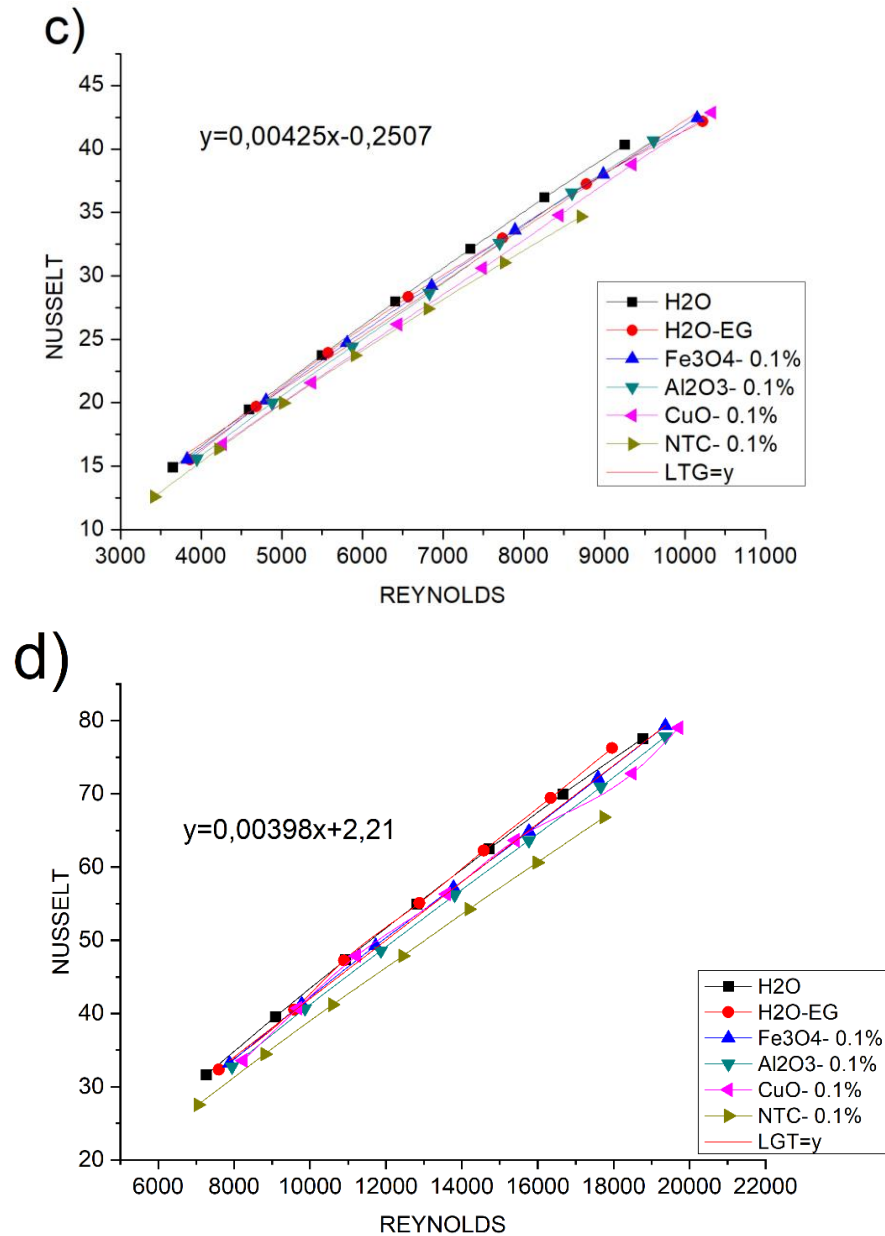 c)
45
40
35
30
25
20
15
10
NUSSELT
y=0,00425x-0,2507
H2O
H2O-EG
Fe3O4- 0.1%
Al2O3- 0.1%
CuO- 0.1%
NTC- 0.1%
LTG=y
3000 4000 5000 6000 7000 8000 9000 10000 11000
REYNOLDS
d)
80
70
60
50
40
30
20
NUSSELT
y=0,00398x+2,21
H2O
H2O-EG
Fe3O4- 0.1%
Al2O3- 0.1%
CuO- 0.1%
NTC- 0.1%
LGT=y
6000 8000 10000 12000 14000 16000 18000 20000 22000
REYNOLDS